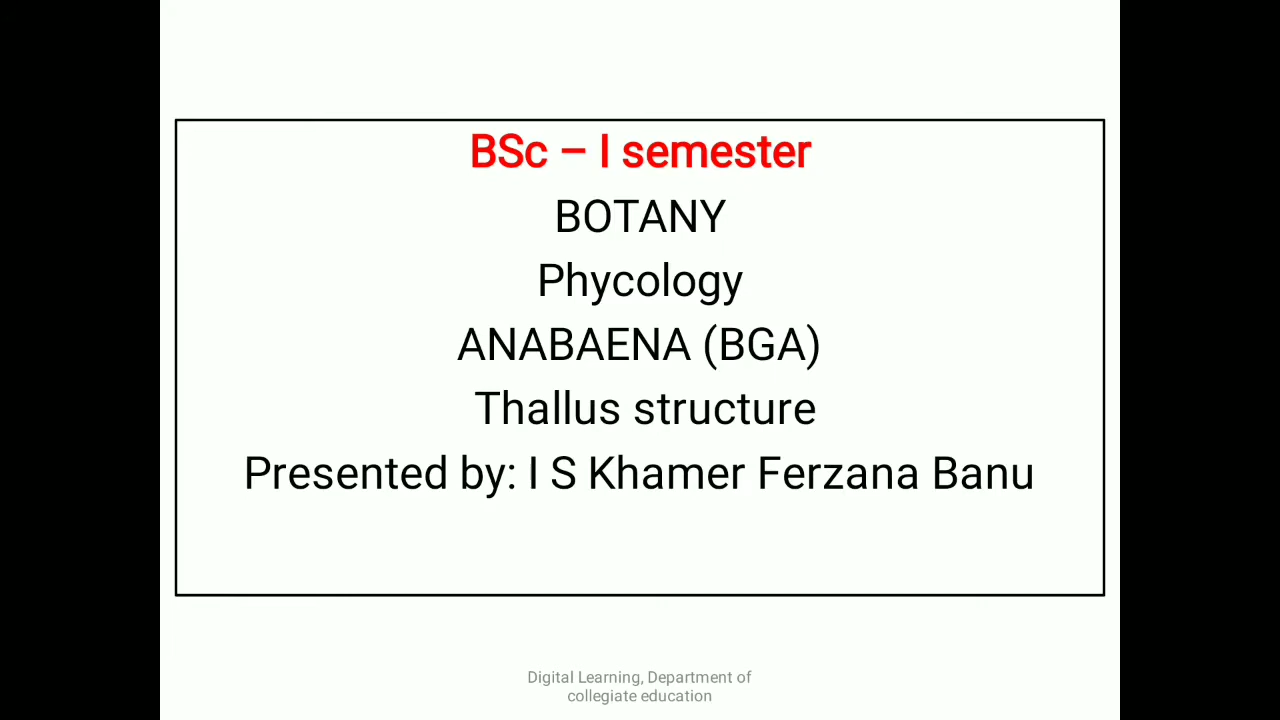 BSc – I semester
BOTANY
Phycology
ANABAENA (BGA)
Thallus structure
Presented by: I S Khamer Ferzana Banu
Digital Learning, Department of
collegiate education